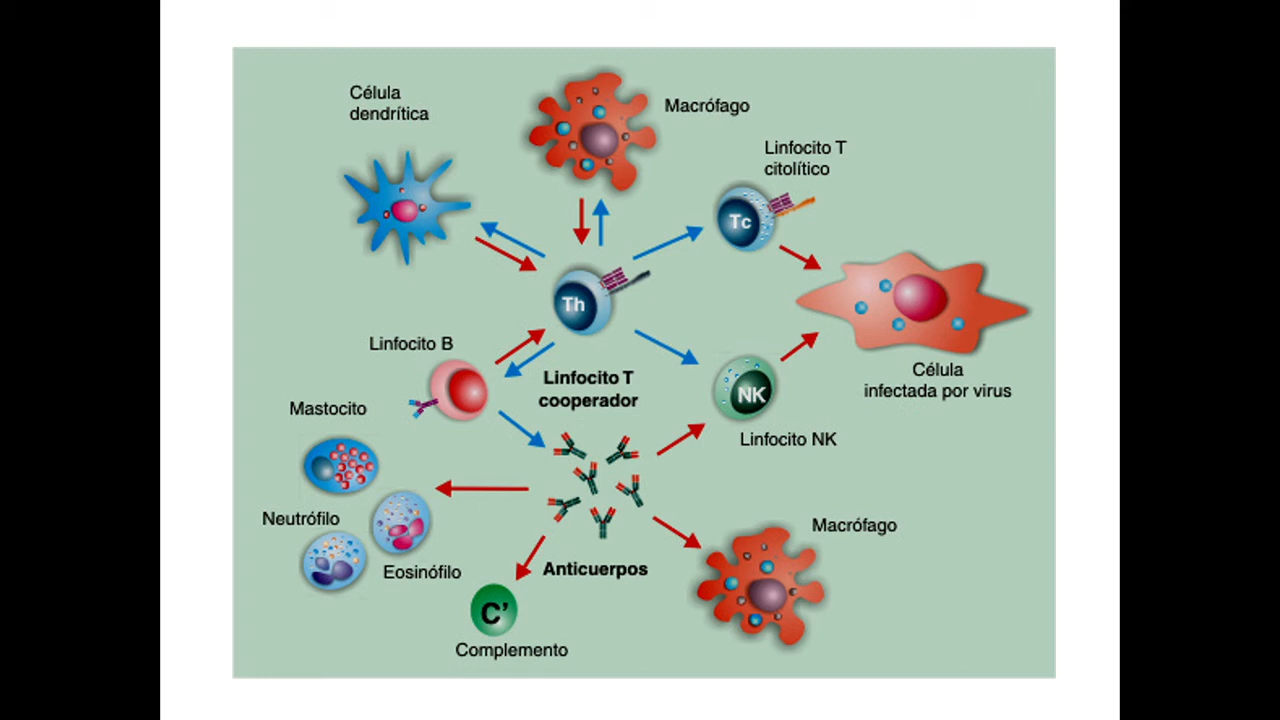 Célula
dendrítica
Macrófago
Linfocito T
citolítico
Tc
Th
Linfocito B
Linfocito T
cooperador
Célula
infectada por virus
NK
Mastocito
Linfocito NK
Neutrófilo
Macrófago
Eosinófilo
Anticuerpos
C’
Complemento